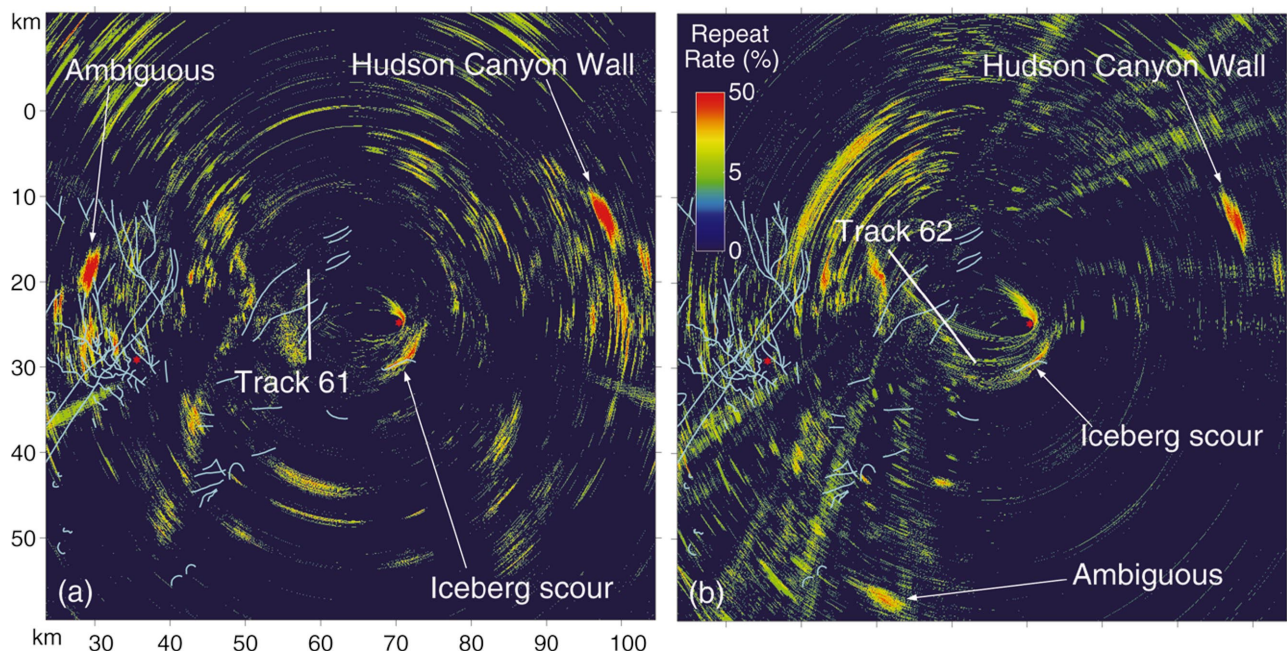 km
Ambiguous
Hudson Canyon Wall
0
10
20
30
40
50
Track 61
Iceberg scour
(a)
km
30
40
50
60
70
80
90
100
Repeat
Rate (%)
50
5
0
Hudson Canyon Wall
Track 62
Iceberg scour
Ambiguous
(b)